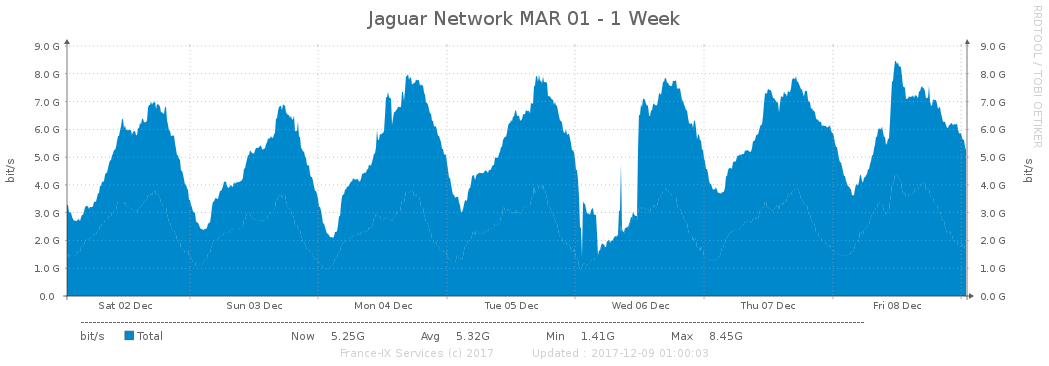 Jaguar Network MAR 01 - 1 Week
RRDTOOL / TOBI OETIKER
bit/s
bit/s
9.0 G 9.0 G
8.0 G 8.0 G
7.0 G 7.0 G
6.0 G 6.0 G
5.0 G 5.0 G
4.0 G 4.0 G
3.0 G 3.0 G
2.0 G 2.0 G
1.0 G 1.0 G
0.0 0.0 G
Sat 02 Dec Sun 03 Dec Mon 04 Dec Tue 05 Dec Wed 06 Dec Thu 07 Dec Fri 08 Dec
bit/s Total Now 5.25G Avg 5.32G Min 1.41G Max 8.45G
France-IX Services (c) 2017 Updated : 2017-12-09 01:00:03